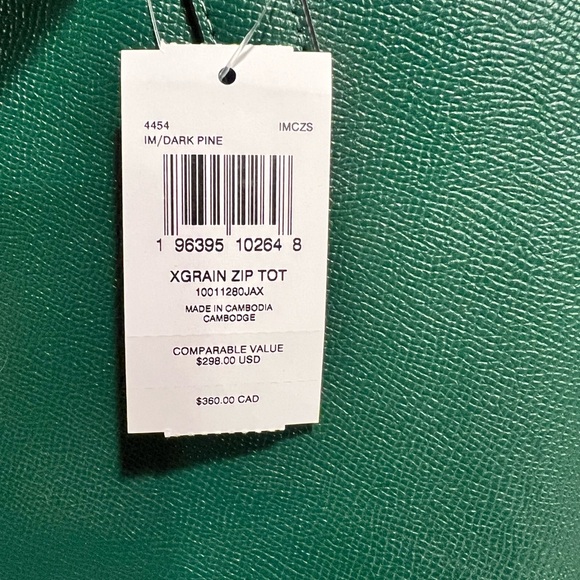 4454 IMCZS
IM/DARK PINE
1 96395 10264 8
XGRAIN ZIP TOT
10011280JAX
MADE IN CAMBODIA
CAMBODGE
COMPARABLE VALUE
$298.00 USD
$360.00 CAD